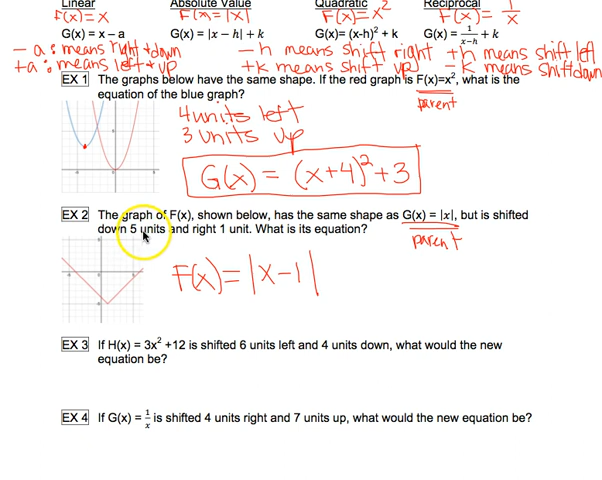 Linear Absolute Value Quadratic Reciprocal
F(x) = x F(x) = |x| F(x) = x² F(x) = 1/x
G(x) = x – a G(x) = |x – h| + k G(x)= (x-h)² + k G(x) = 1/(x–h) + k
– a : means right + down – h means shift right + h means shift left
+ a : means left + up + k means shift up – k means shift down
EX 1 The graphs below have the same shape. If the red graph is F(x)=x², what is the
equation of the blue graph? parent
4 units left
3 units up
G(x) = (x+4)² + 3
EX 2 The graph of F(x), shown below, has the same shape as G(x) = |x|, but is shifted
down 5 units and right 1 unit. What is its equation? parent
F(x) = |x – 1|
EX 3 If H(x) = 3x² +12 is shifted 6 units left and 4 units down, what would the new
equation be?
EX 4 If G(x) = 1/x is shifted 4 units right and 7 units up, what would the new equation be?